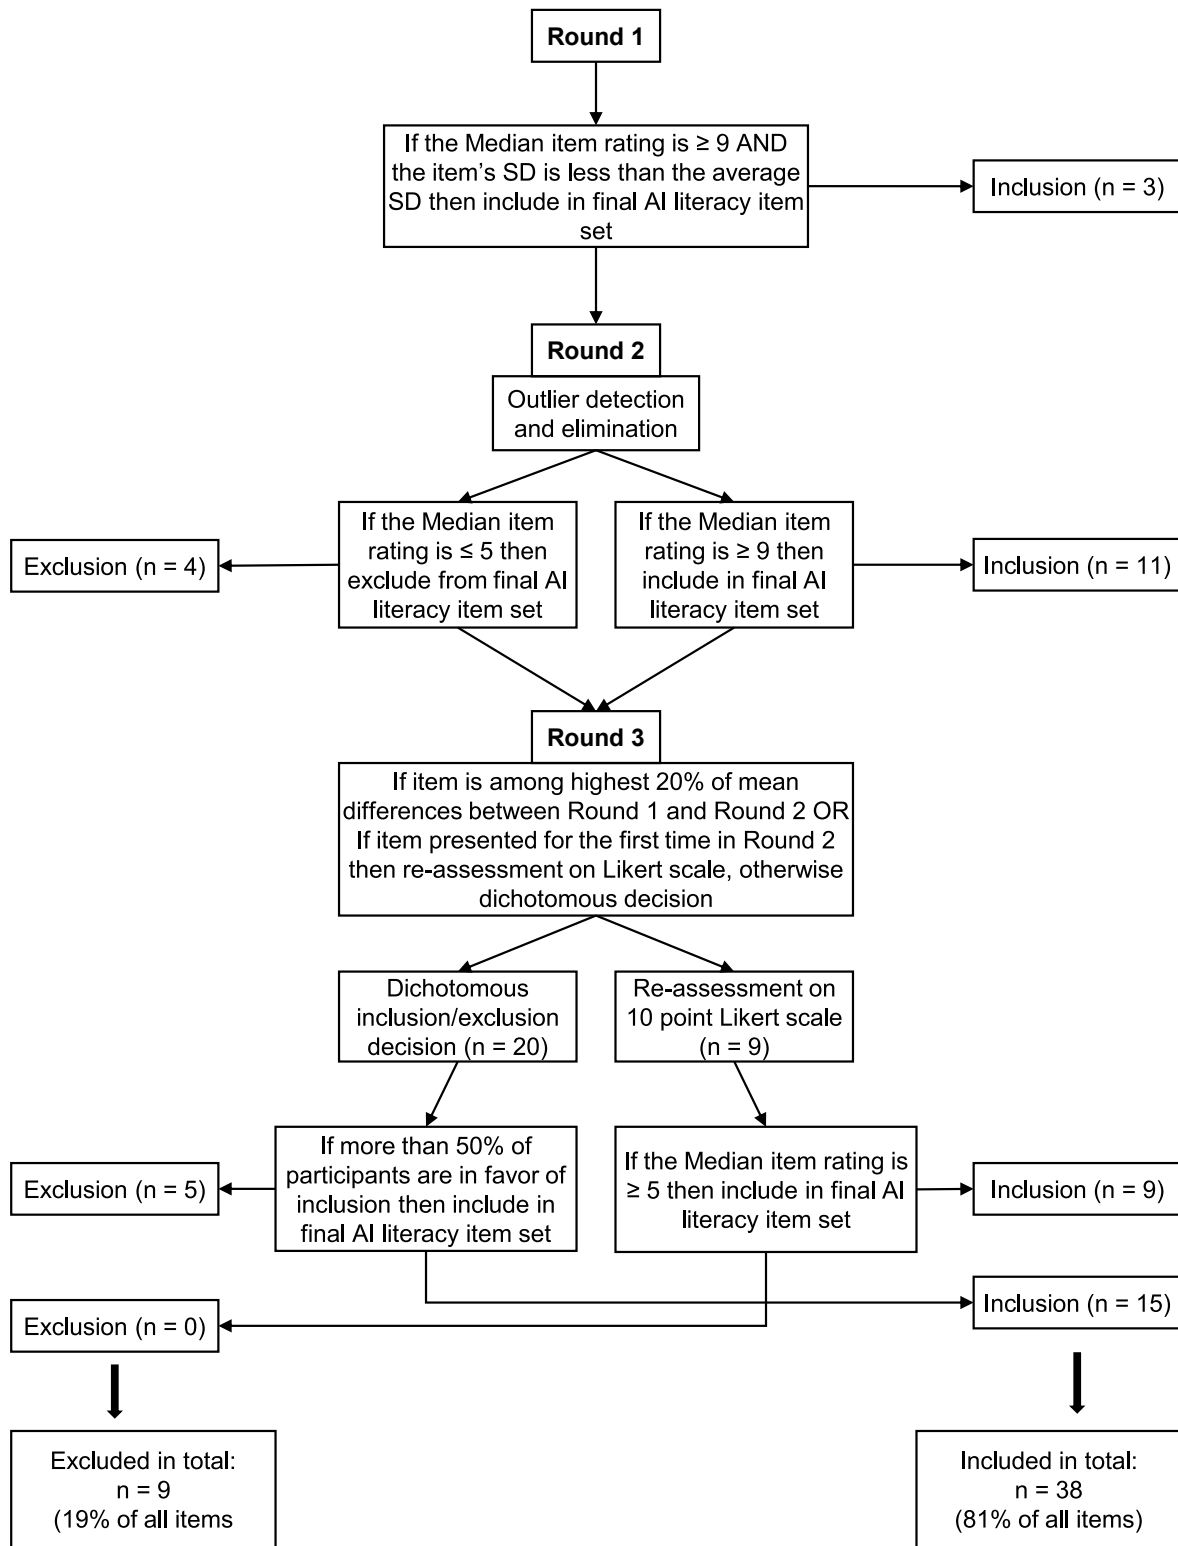 Round 1
If the Median item rating is ≥ 9 AND
the item's SD is less than the average
SD then include in final AI literacy item
set
Inclusion (n = 3)
Round 2
Outlier detection
and elimination
If the Median item
rating is ≤ 5 then
exclude from final AI
literacy item set
If the Median item
rating is ≥ 9 then
include in final AI
literacy item set
Exclusion (n = 4)
Inclusion (n = 11)
Round 3
If item is among highest 20% of mean
differences between Round 1 and Round 2 OR
If item presented for the first time in Round 2
then re-assessment on Likert scale, otherwise
dichotomous decision
Dichotomous
inclusion/exclusion
decision (n = 20)
Re-assessment on
10 point Likert scale
(n = 9)
If more than 50% of
participants are in favor of
inclusion then include in
final AI literacy item set
If the Median item rating is
≥ 5 then include in final AI
literacy item set
Exclusion (n = 5)
Inclusion (n = 9)
Inclusion (n = 15)
Exclusion (n = 0)
Excluded in total:
n = 9
(19% of all items
Included in total:
n = 38
(81% of all items)